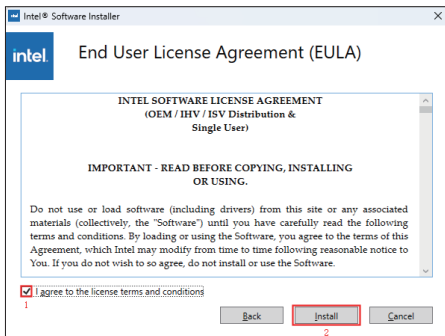 intel Intel® Software Installer
intel.
End User License Agreement (EULA)
INTEL SOFTWARE LICENSE AGREEMENT
(OEM / IHV / ISV Distribution &
Single User)
IMPORTANT - READ BEFORE COPYING, INSTALLING
OR USING.
Do not use or load software (including drivers) from this site or any associated
materials (collectively, the "Software") until you have carefully read the following
terms and conditions. By loading or using the Software, you agree to the terms of this
Agreement, which Intel may modify from time to time following reasonable notice to
You. If you do not wish to so agree, do not install or use the Software.
I agree to the license terms and conditions
1
Back Install Cancel
2